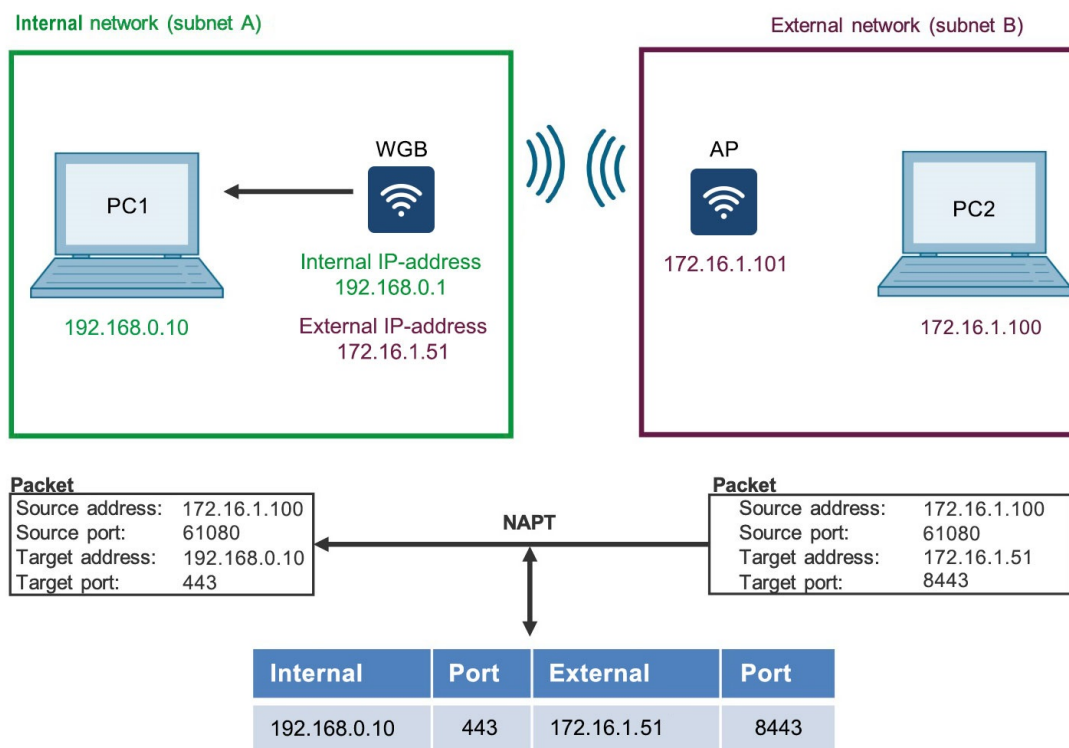 Internal network (subnet A)
External network (subnet B)
PC1
WGB
AP
PC2
192.168.0.10
Internal IP-address
192.168.0.1
External IP-address
172.16.1.51
172.16.1.101
172.16.1.100
Packet
Source address: 172.16.1.100
Source port: 61080
Target address: 192.168.0.10
Target port: 443
NAPT
Packet
Source address: 172.16.1.100
Source port: 61080
Target address: 172.16.1.51
Target port: 8443
Internal Port External Port
192.168.0.10 443 172.16.1.51 8443